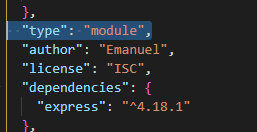 },
"type": "module",
"author": "Emanuel",
"license": "ISC",
"dependencies": {
"express": "^4.18.1"
},